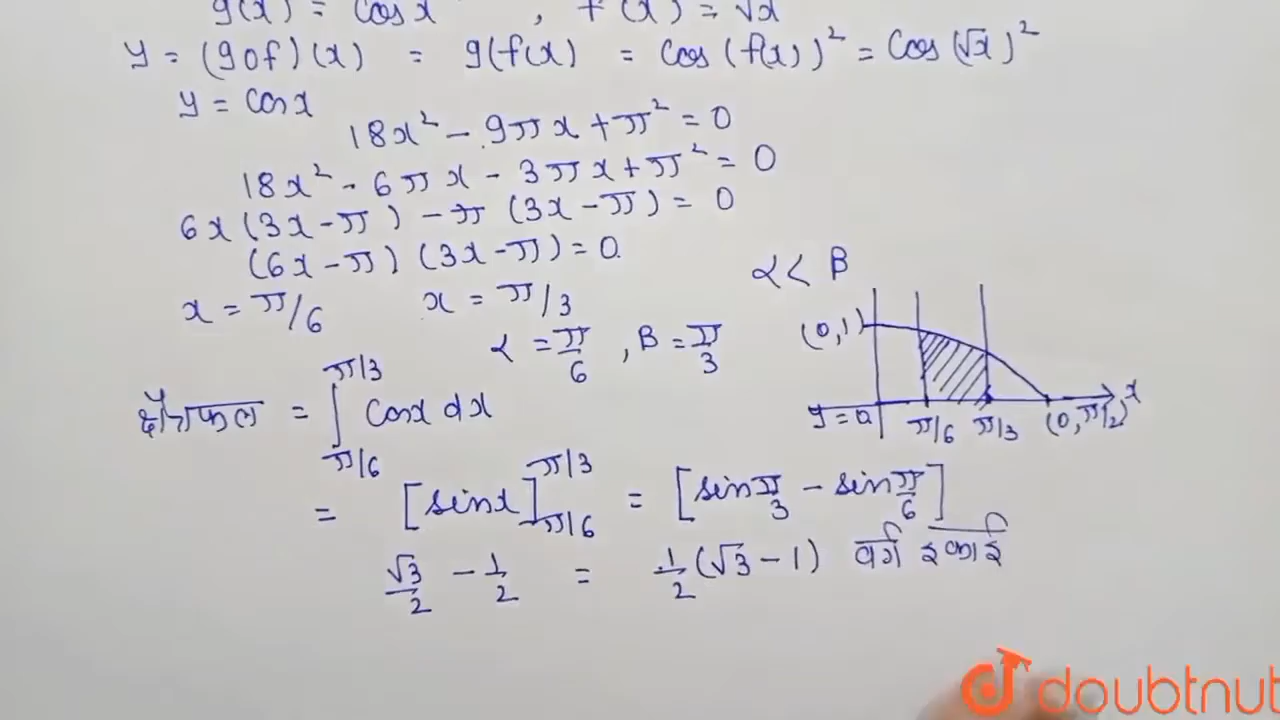 g(x) = cos x² , f(x) = √x
y = (gof)(x) = g(f(x) = cos (f(x))² = cos (√x)²
y = cos x
18x² - 9πx + π² = 0
18x² - 6πx - 3πx + π² = 0
6x (3x - π) - π (3x - π) = 0
(6x - π) (3x - π) = 0
x = π/6 x = π/3
α < β
α = π/6 , β = π/3
(0,1)
y = 0 π/6 π/3 (0, π/2) x
क्षेत्रफल = ∫_{π/6}^{π/3} cos x dx
= [sin x]_{π/6}^{π/3} = [sin π/3 - sin π/6]
√3/2 - 1/2 = 1/2 (√3 - 1) वर्ग इकाई
doubtnut